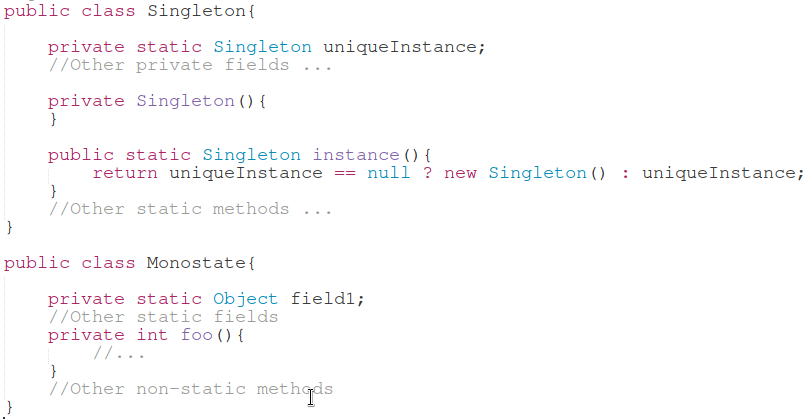 public class Singleton{
private static Singleton uniqueInstance;
//Other private fields ...
private Singleton(){
}
public static Singleton instance(){
return uniqueInstance == null ? new Singleton() : uniqueInstance;
}
//Other static methods ...
}
public class Monostate{
private static Object field1;
//Other static fields
private int foo(){
//...
}
//Other non-static methods
}